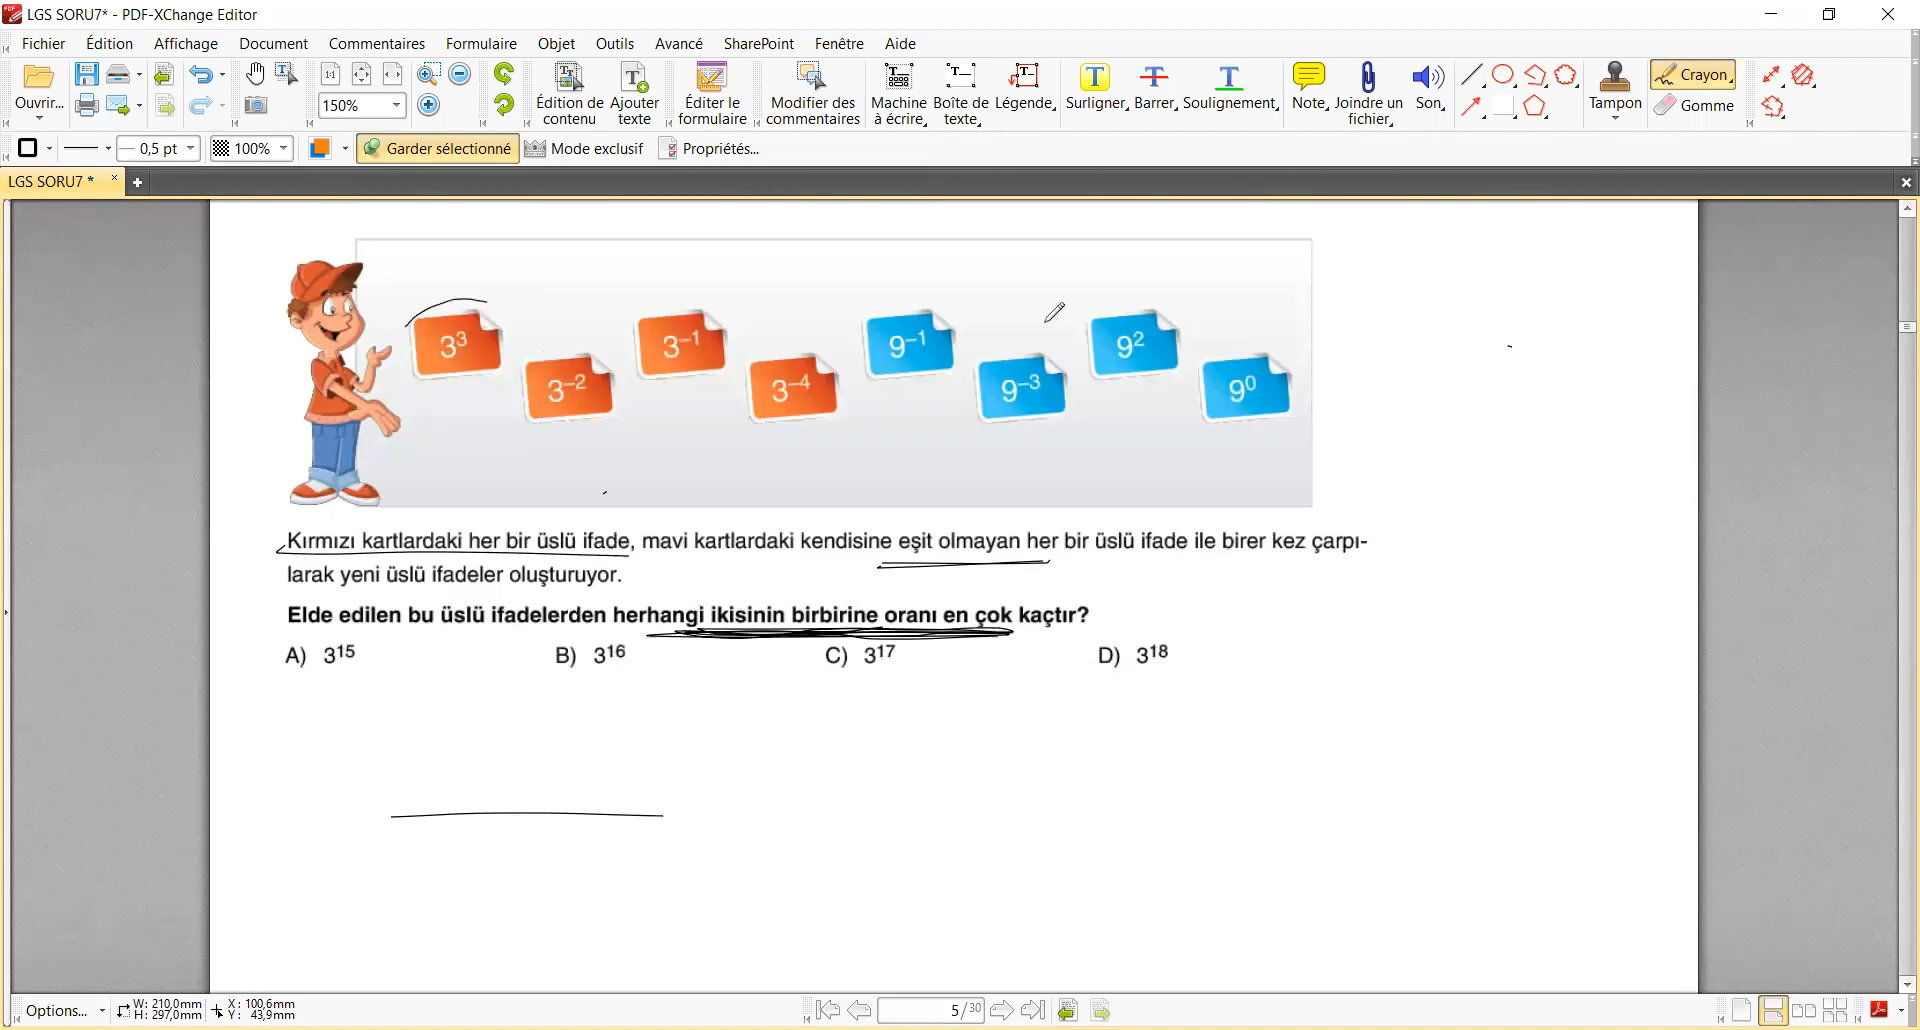 LGS SORU7* - PDF-XChange Editor
Fichier Édition Affichage Document Commentaires Formulaire Objet Outils Avancé SharePoint Fenêtre Aide
Ouvrir...
150%
Édition de contenu
Ajouter texte
Éditer le formulaire
Modifier des commentaires
Machine à écrire
Boîte de texte
Légende
Surligner
Barrer
Soulignement
Note
Joindre un fichier
Son
Tampon
Crayon
Gomme
0,5 pt 100% Garder sélectionné Mode exclusif Propriétés...
LGS SORU7 *
3³ 3⁻¹ 9⁻¹ 9²
3⁻² 3⁻⁴ 9⁻³ 9⁰
Kırmızı kartlardaki her bir üslü ifade, mavi kartlardaki kendisine eşit olmayan her bir üslü ifade ile birer kez çarpı-
larak yeni üslü ifadeler oluşturuyor.
Elde edilen bu üslü ifadelerden herhangi ikisinin birbirine oranı en çok kaçtır?
A) 3¹⁵ B) 3¹⁶ C) 3¹⁷ D) 3¹⁸
Options... W: 210,0mm X: 100,6mm 5 / 30
H: 297,0mm Y: 43,9mm